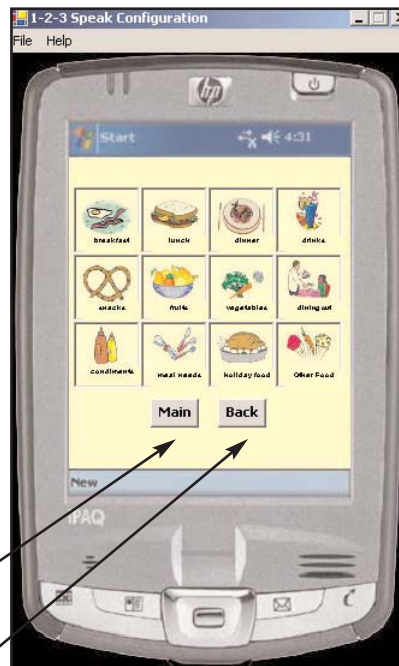 1-2-3 Speak Configuration
File Help
hp
Start 4:31
breakfast lunch dinner drinks
snacks fruits vegetables dining out
condiments meal needs holiday food Other Food
Main Back
New
iPAQ